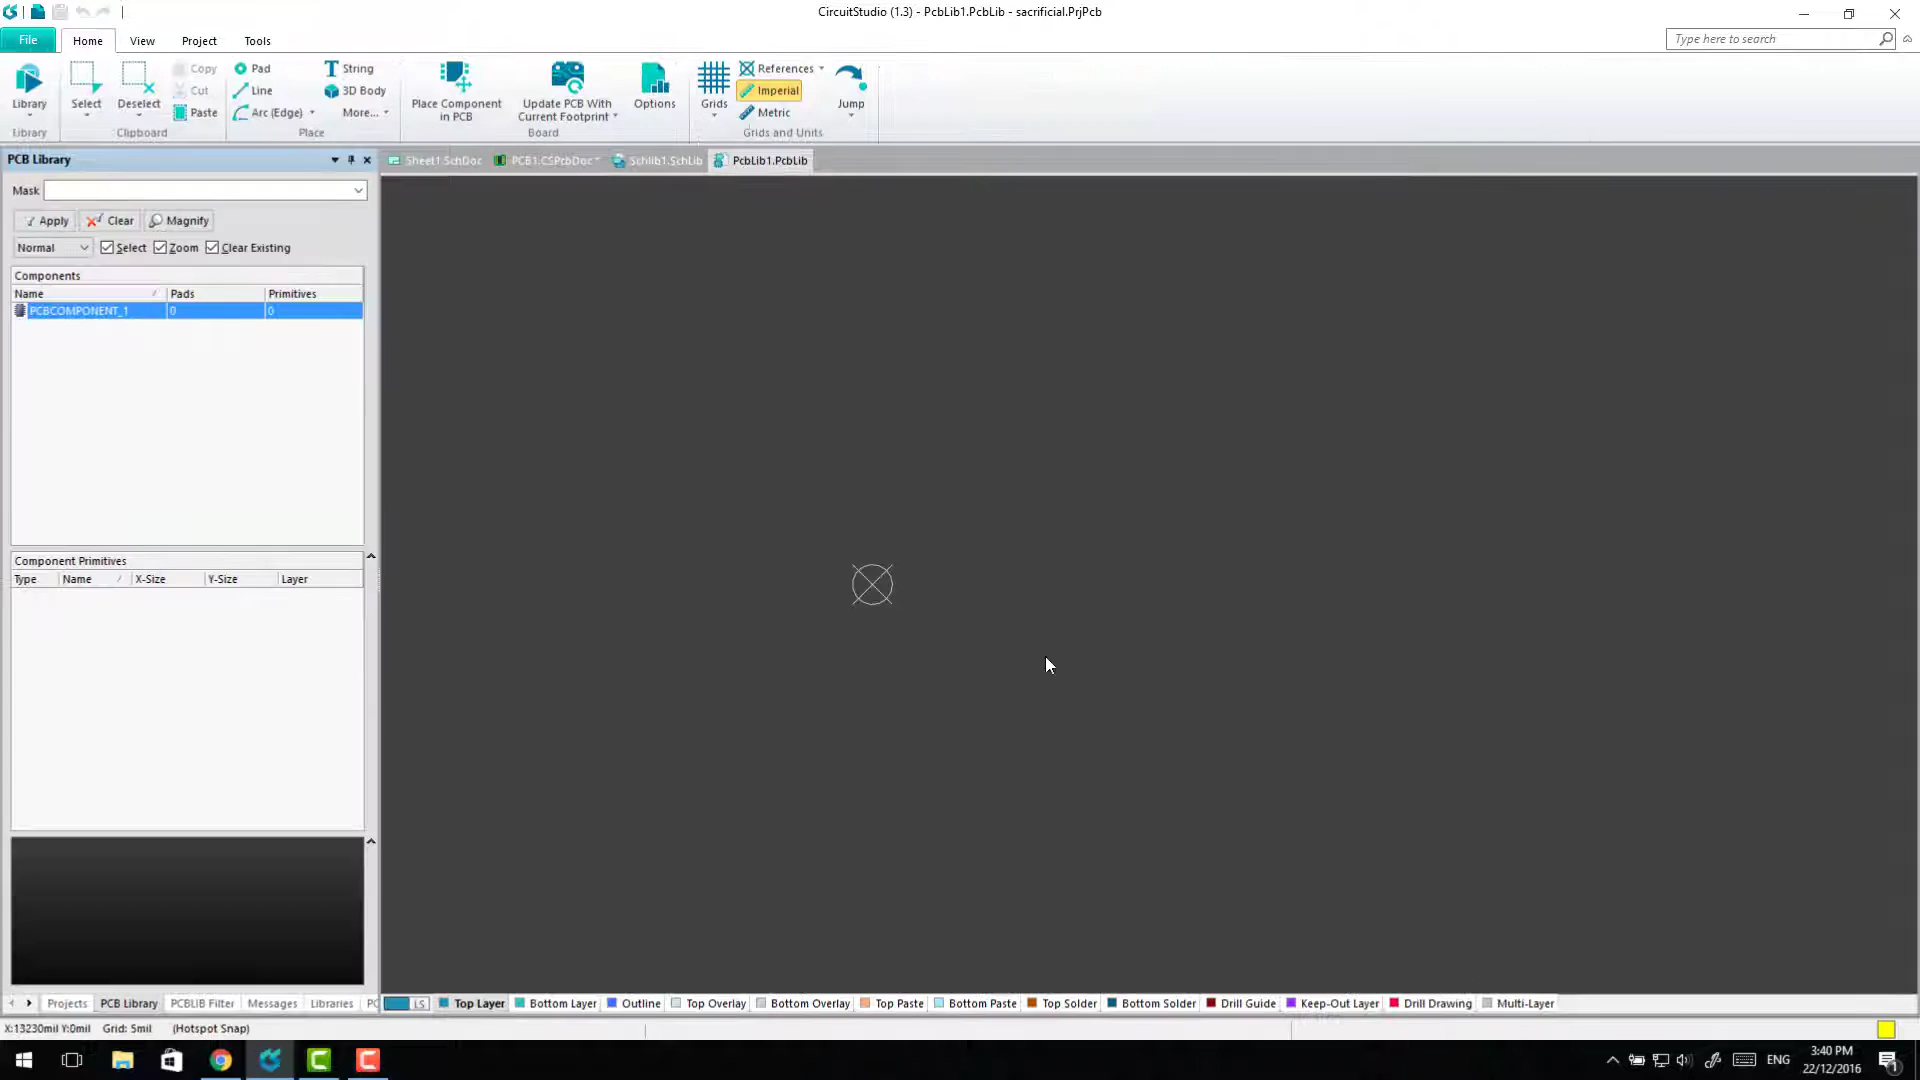 CircuitStudio (1.3) - PcbLib1.PcbLib - sacrificial.PrjPcb
File Home View Project Tools
Type here to search
Copy Pad String References
Cut Line 3D Body Imperial
Library Select Deselect Paste Arc (Edge) More... Place Component in PCB Update PCB With Current Footprint Options Grids Metric Jump
Library Clipboard Place Board Grids and Units
PCB Library
Sheet1.SchDoc PCB1.CSPcbDoc * Schlib1.SchLib PcbLib1.PcbLib
Mask
Apply Clear Magnify
Normal Select Zoom Clear Existing
Components
Name Pads Primitives
PCBCOMPONENT_1 0 0
Component Primitives
Type Name X-Size Y-Size Layer
Projects PCB Library PCBLIB Filter Messages Libraries PC
LS Top Layer Bottom Layer Outline Top Overlay Bottom Overlay Top Paste Bottom Paste Top Solder Bottom Solder Drill Guide Keep-Out Layer Drill Drawing Multi-Layer
X:13230mil Y:0mil Grid: 5mil (Hotspot Snap)
ENG
3:40 PM
22/12/2016
1